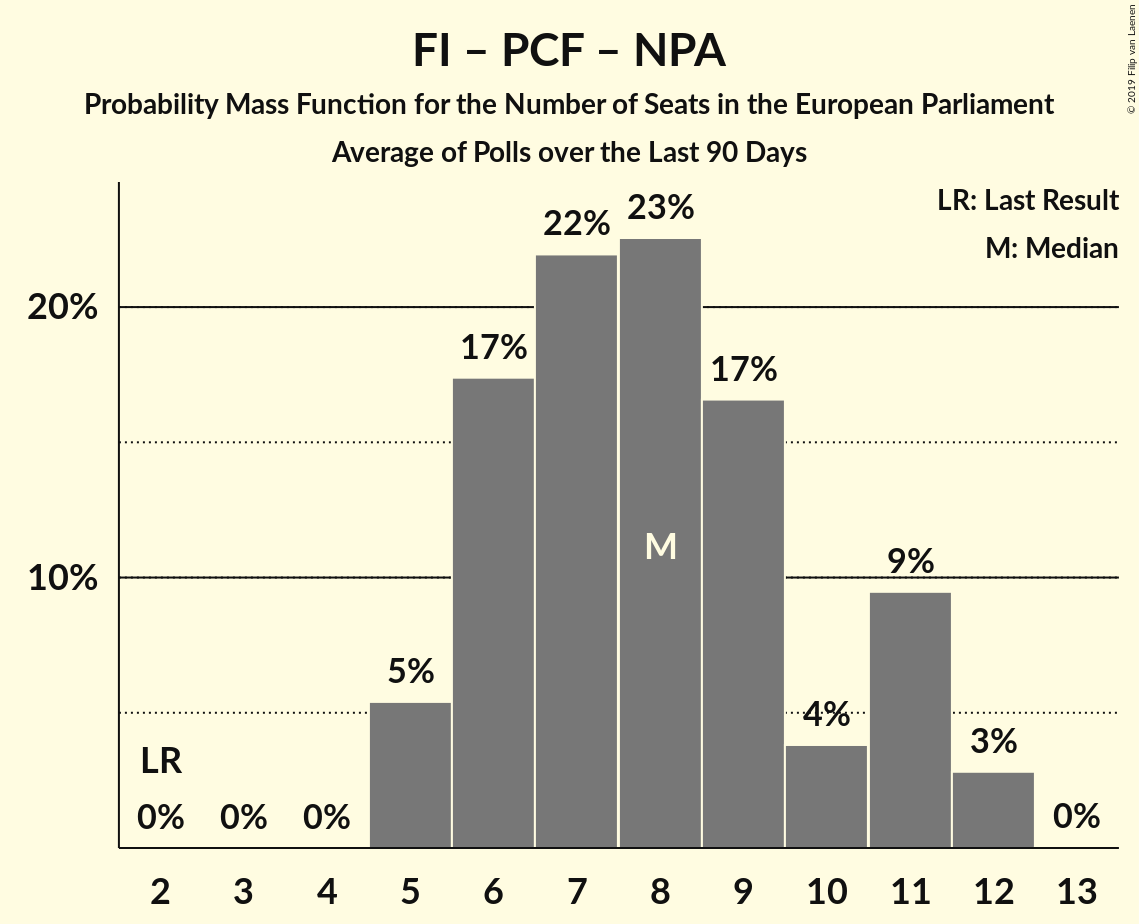 FI – PCF – NPA
Probability Mass Function for the Number of Seats in the European Parliament
Average of Polls over the Last 90 Days
© 2019 Filip van Laenen
LR: Last Result
M: Median
20%
10%
LR
0%
0%
0%
5%
17%
22%
23%
M
17%
4%
9%
3%
0%
2 3 4 5 6 7 8 9 10 11 12 13